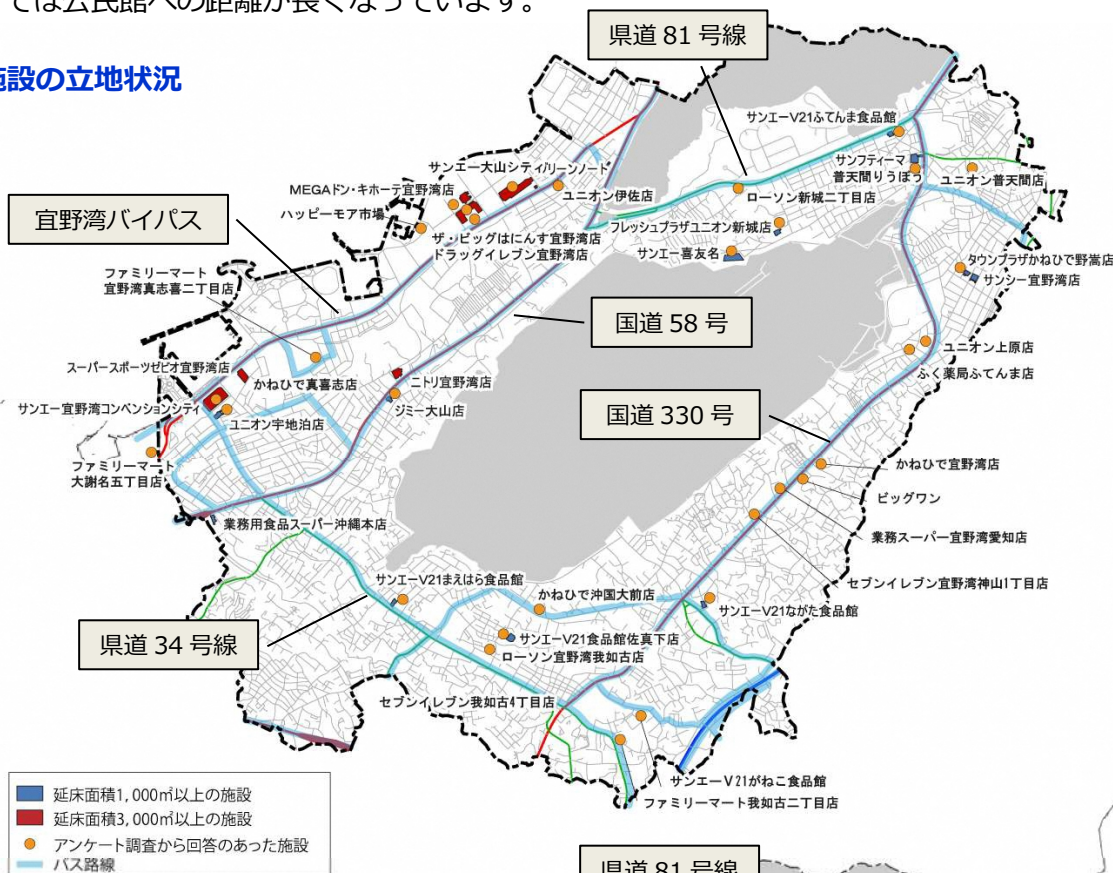 ては公民館への距離が長くなっています。
施設の立地状況
県道 81 号線
サンエーV21ふてんま食品館
サンフティーマ
普天間りうぼう
ユニオン普天間店
サンエー大山シティ/リーンノード
MEGAドン・キホーテ宜野湾店
ハッピーモア市場
ユニオン伊佐店
ローソン新城二丁目店
フレッシュプラザユニオン新城店
ザ・ビッグはにんす宜野湾店
ドラッグイレブン宜野湾店
サンエー喜友名
宜野湾バイパス
タウンプラザかねひで野嵩店
サンシー宜野湾店
ファミリーマート
宜野湾真志喜二丁目店
国道 58 号
ユニオン上原店
ふく薬局ふてんま店
スーパースポーツゼビオ宜野湾店
かねひで真喜志店
ニトリ宜野湾店
ジミー大山店
サンエー宜野湾コンベンションシティ
ユニオン宇地泊店
国道 330 号
ファミリーマート
大謝名五丁目店
かねひで宜野湾店
ビッグワン
業務スーパー宜野湾愛知店
業務用食品スーパー沖縄本店
セブンイレブン宜野湾神山1丁目店
サンエーV21まえはら食品館
かねひで沖国大前店
サンエーV21ながた食品館
県道 34 号線
サンエーV21食品館佐真下店
ローソン宜野湾我如古店
セブンイレブン我如古4丁目店
サンエーV21がねこ食品館
ファミリーマート我如古二丁目店
延床面積1,000㎡以上の施設
延床面積3,000㎡以上の施設
アンケート調査から回答のあった施設
バス路線
県道 81 号線